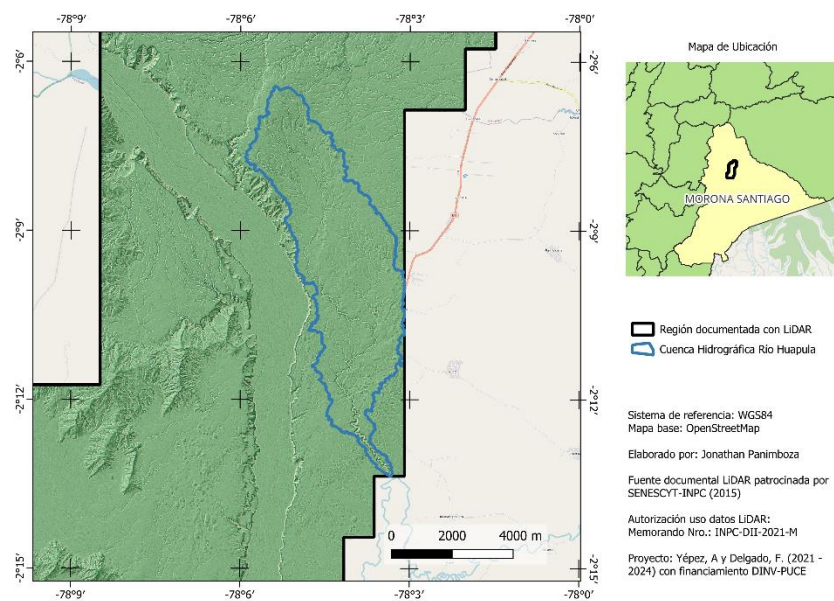 -78°9'
-78°6'
-78°3'
-78°0'
-2°6'
-2°6'
-2°9'
-2°9'
-2°12'
-2°12'
-2°15'
-2°15'
-78°9'
-78°6'
-78°3'
-78°0'
0 2000 4000 m
Mapa de Ubicación
MORONA SANTIAGO
Región documentada con LiDAR
Cuenca Hidrográfica Río Huapula
Sistema de referencia: WGS84
Mapa base: OpenStreetMap
Elaborado por: Jonathan Panimboza
Fuente documental LiDAR patrocinada por
SENESCYT-INPC (2015)
Autorización uso datos LiDAR:
Memorando Nro.: INPC-DII-2021-M
Proyecto: Yépez, A y Delgado, F. (2021 -
2024) con financiamiento DINV-PUCE